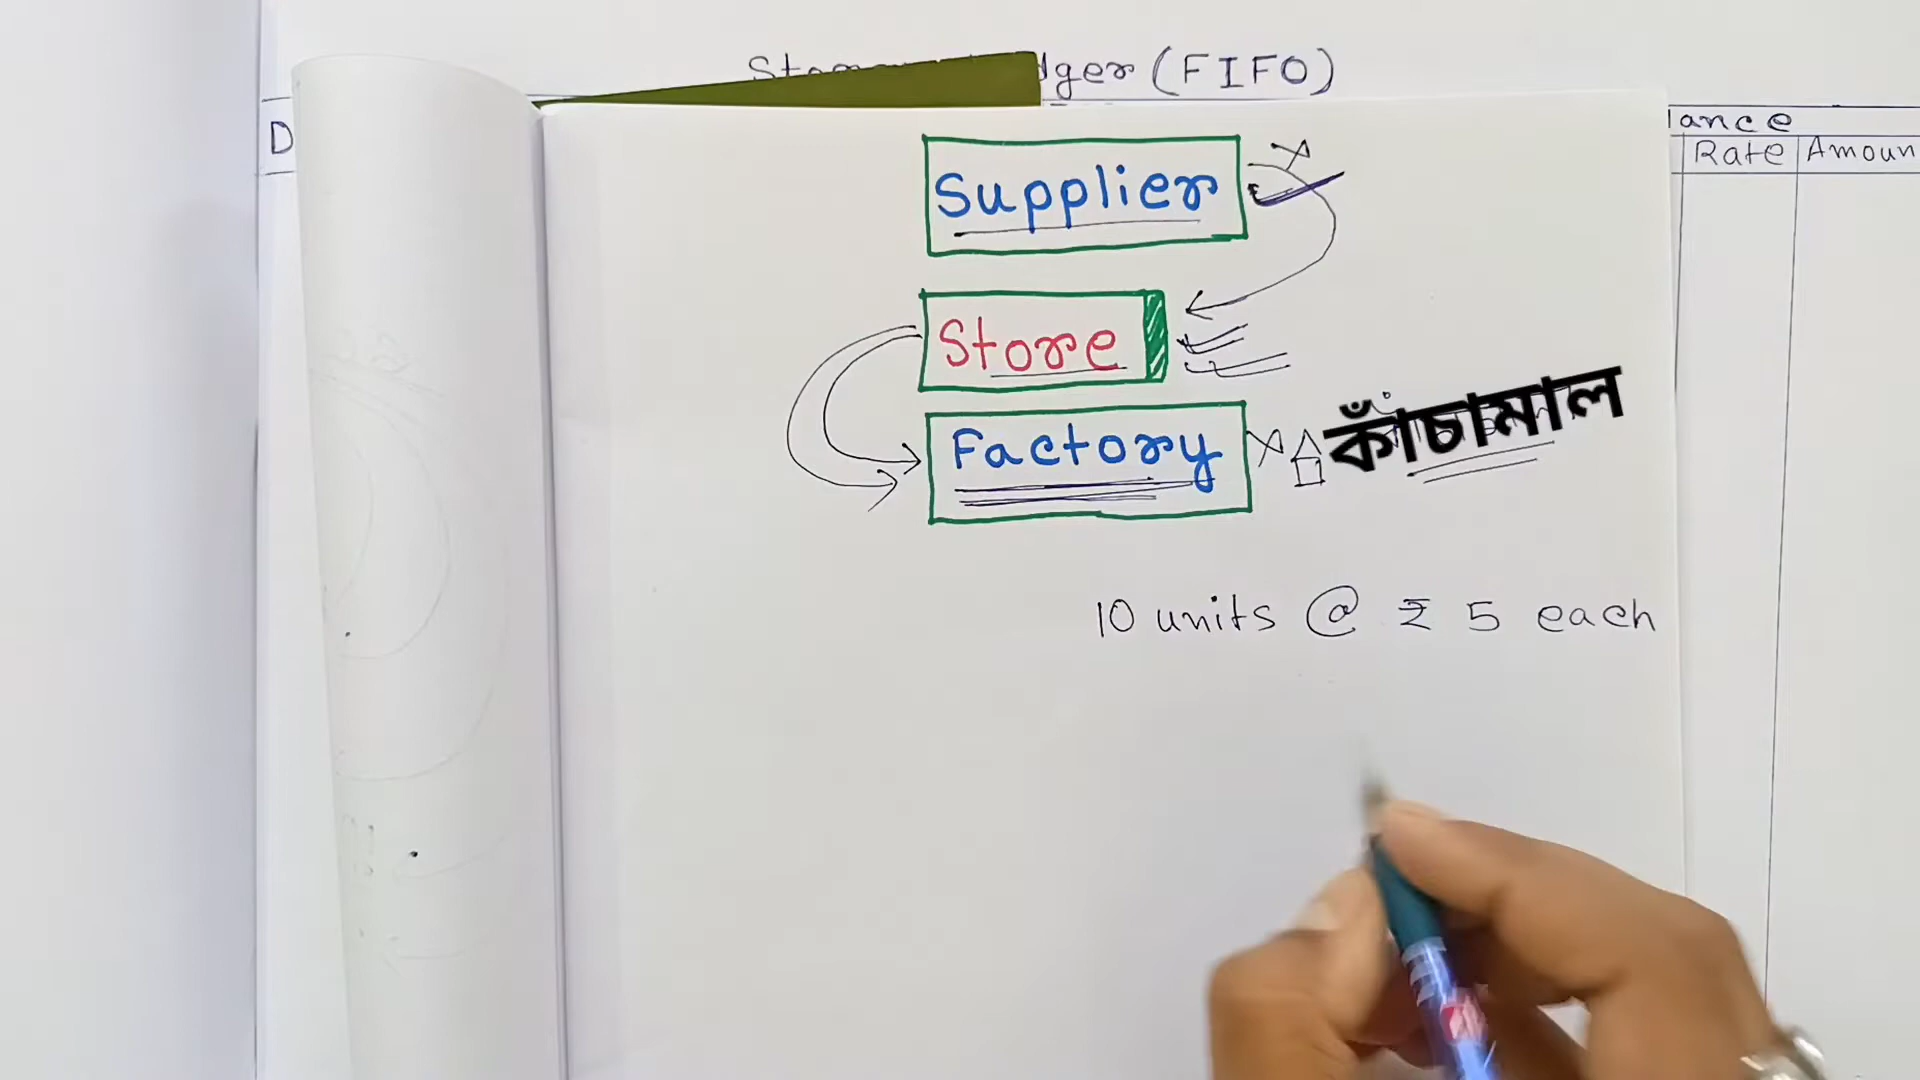 dger (FIFO)
D
lance
Rate
Amoun
Supplier
Store
Factory
কাঁচামাল
10 units @ ₹ 5 each